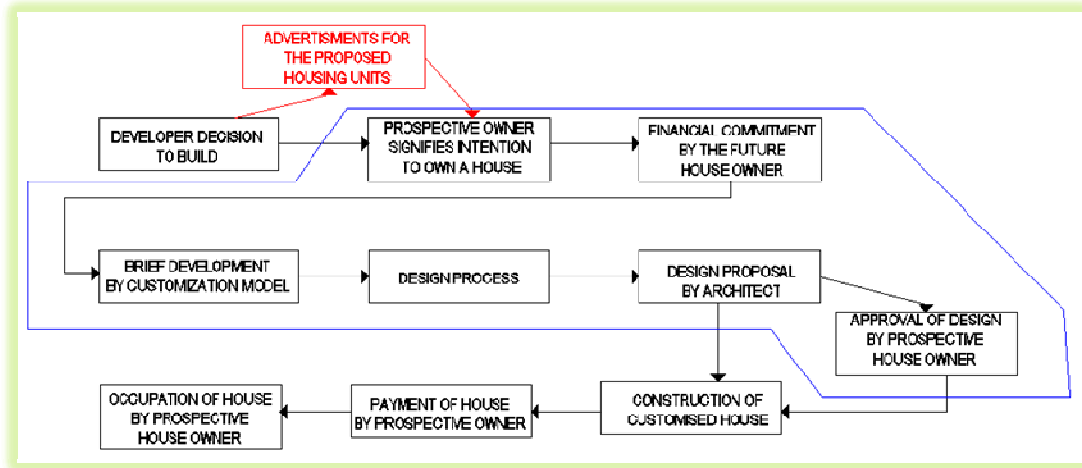 ADVERTISMENTS FOR
THE PROPOSED
HOUSING UNITS
DEVELOPER DECISION
TO BUILD
PROSPECTIVE OWNER
SIGNIFIES INTENTION
TO OWN A HOUSE
FINANCIAL COMMITMENT
BY THE FUTURE
HOUSE OWNER
BRIEF DEVELOPMENT
BY CUSTOMIZATION MODEL
DESIGN PROCESS
DESIGN PROPOSAL
BY ARCHITECT
APPROVAL OF DESIGN
BY PROSPECTIVE
HOUSE OWNER
OCCUPATION OF HOUSE
BY PROSPECTIVE
HOUSE OWNER
PAYMENT OF HOUSE
BY PROSPECTIVE OWNER
CONSTRUCTION OF
CUSTOMISED HOUSE